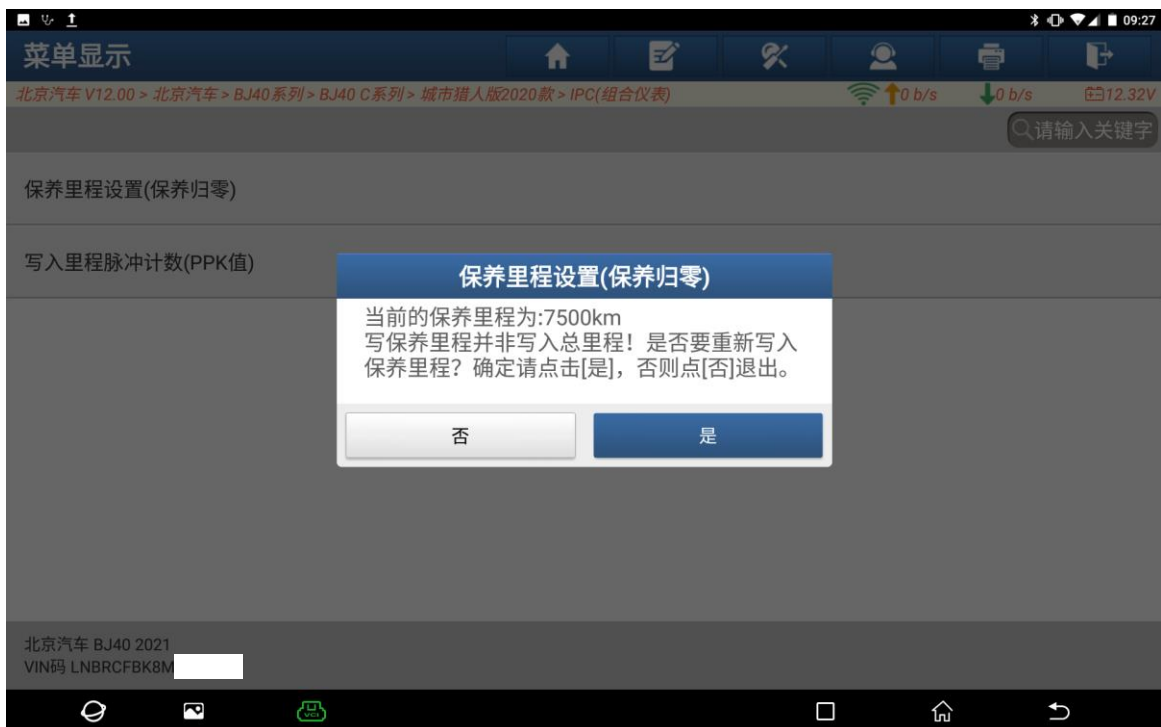 09:27
菜单显示
北京汽车 V12.00 > 北京汽车 > BJ40系列 > BJ40 C系列 > 城市猎人版2020款 > IPC(组合仪表)
0 b/s
0 b/s
12.32V
请输入关键字
保养里程设置(保养归零)
写入里程脉冲计数(PPK值)
保养里程设置(保养归零)
当前的保养里程为:7500km
写保养里程并非写入总里程！是否要重新写入
保养里程？确定请点击[是]，否则点[否]退出。
否
是
北京汽车 BJ40 2021
VIN码 LNBRCFBK8M
VCI